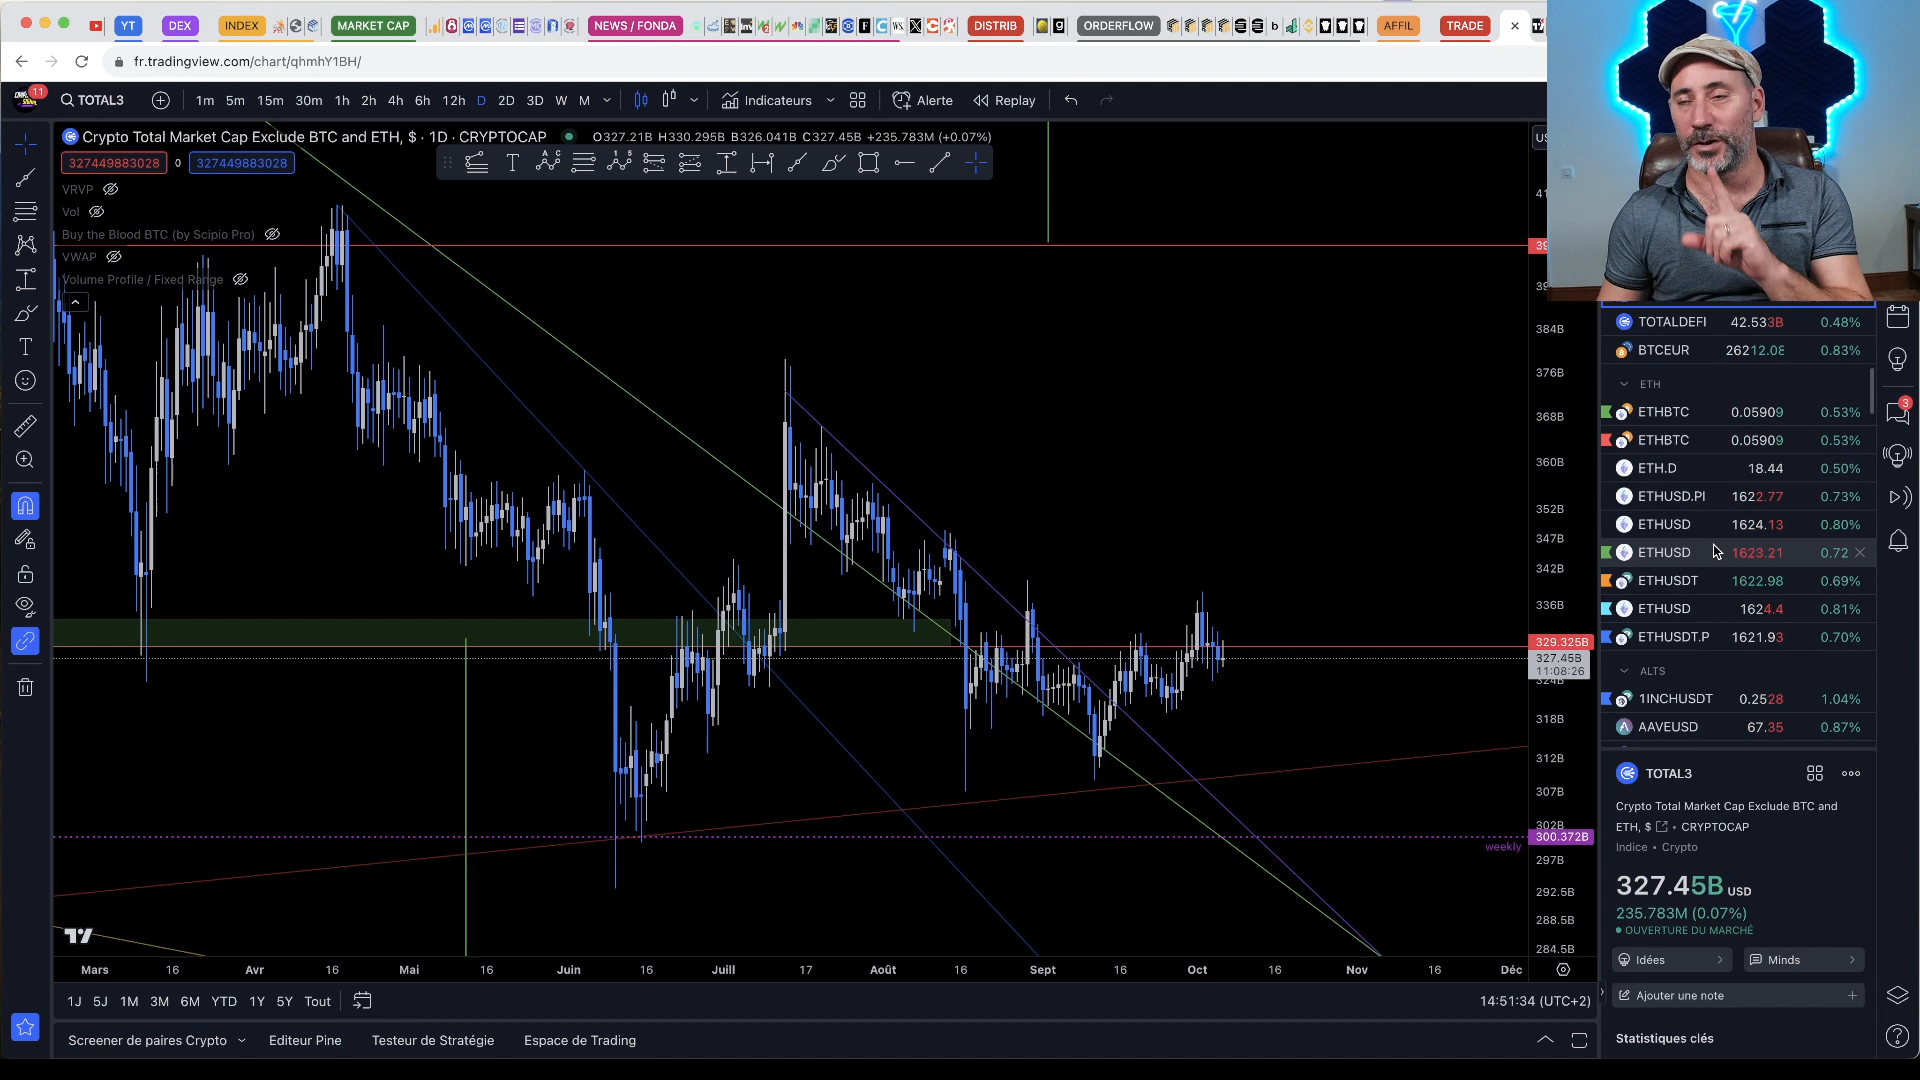 YT DEX INDEX MARKET CAP NEWS / FONDA DISTRIB ORDERFLOW AFFIL TRADE
fr.tradingview.com/chart/qhmhY1BH/
11
TOTAL3 1m 5m 15m 30m 1h 2h 4h 6h 12h D 2D 3D W M Indicateurs Alerte Replay
Crypto Total Market Cap Exclude BTC and ETH, $ · 1D · CRYPTOCAP O327.21B H330.295B B326.041B C327.45B +235.783M (+0.07%)
327449883028 0 327449883028
VRVP
Vol
Buy the Blood BTC (by Scipio Pro)
VWAP
Volume Profile / Fixed Range
384B
376B
368B
360B
352B
347B
342B
336B
329.325B
327.45B
11:08:26
324B
318B
312B
307B
302B
300.372B
weekly
297B
292.5B
288.5B
284.5B
Mars 16 Avr 16 Mai 16 Juin 16 Juill 17 Août 16 Sept 16 Oct 16 Nov 16 Déc
1J 5J 1M 3M 6M YTD 1Y 5Y Tout 14:51:34 (UTC+2)
Screener de paires Crypto Editeur Pine Testeur de Stratégie Espace de Trading
TOTALDEFI 42.533B 0.48%
BTCEUR 26212.08 0.83%
ETH
ETHBTC 0.05909 0.53%
ETHBTC 0.05909 0.53%
ETH.D 18.44 0.50%
ETHUSD.PI 1622.77 0.73%
ETHUSD 1624.13 0.80%
ETHUSD 1623.21 0.72
ETHUSDT 1622.98 0.69%
ETHUSD 1624.4 0.81%
ETHUSDT.P 1621.93 0.70%
ALTS
1INCHUSDT 0.2528 1.04%
AAVEUSD 67.35 0.87%
TOTAL3
Crypto Total Market Cap Exclude BTC and
ETH, $ • CRYPTOCAP
Indice • Crypto
327.45B USD
235.783M (0.07%)
OUVERTURE DU MARCHÉ
Idées Minds
Ajouter une note
Statistiques clés
3